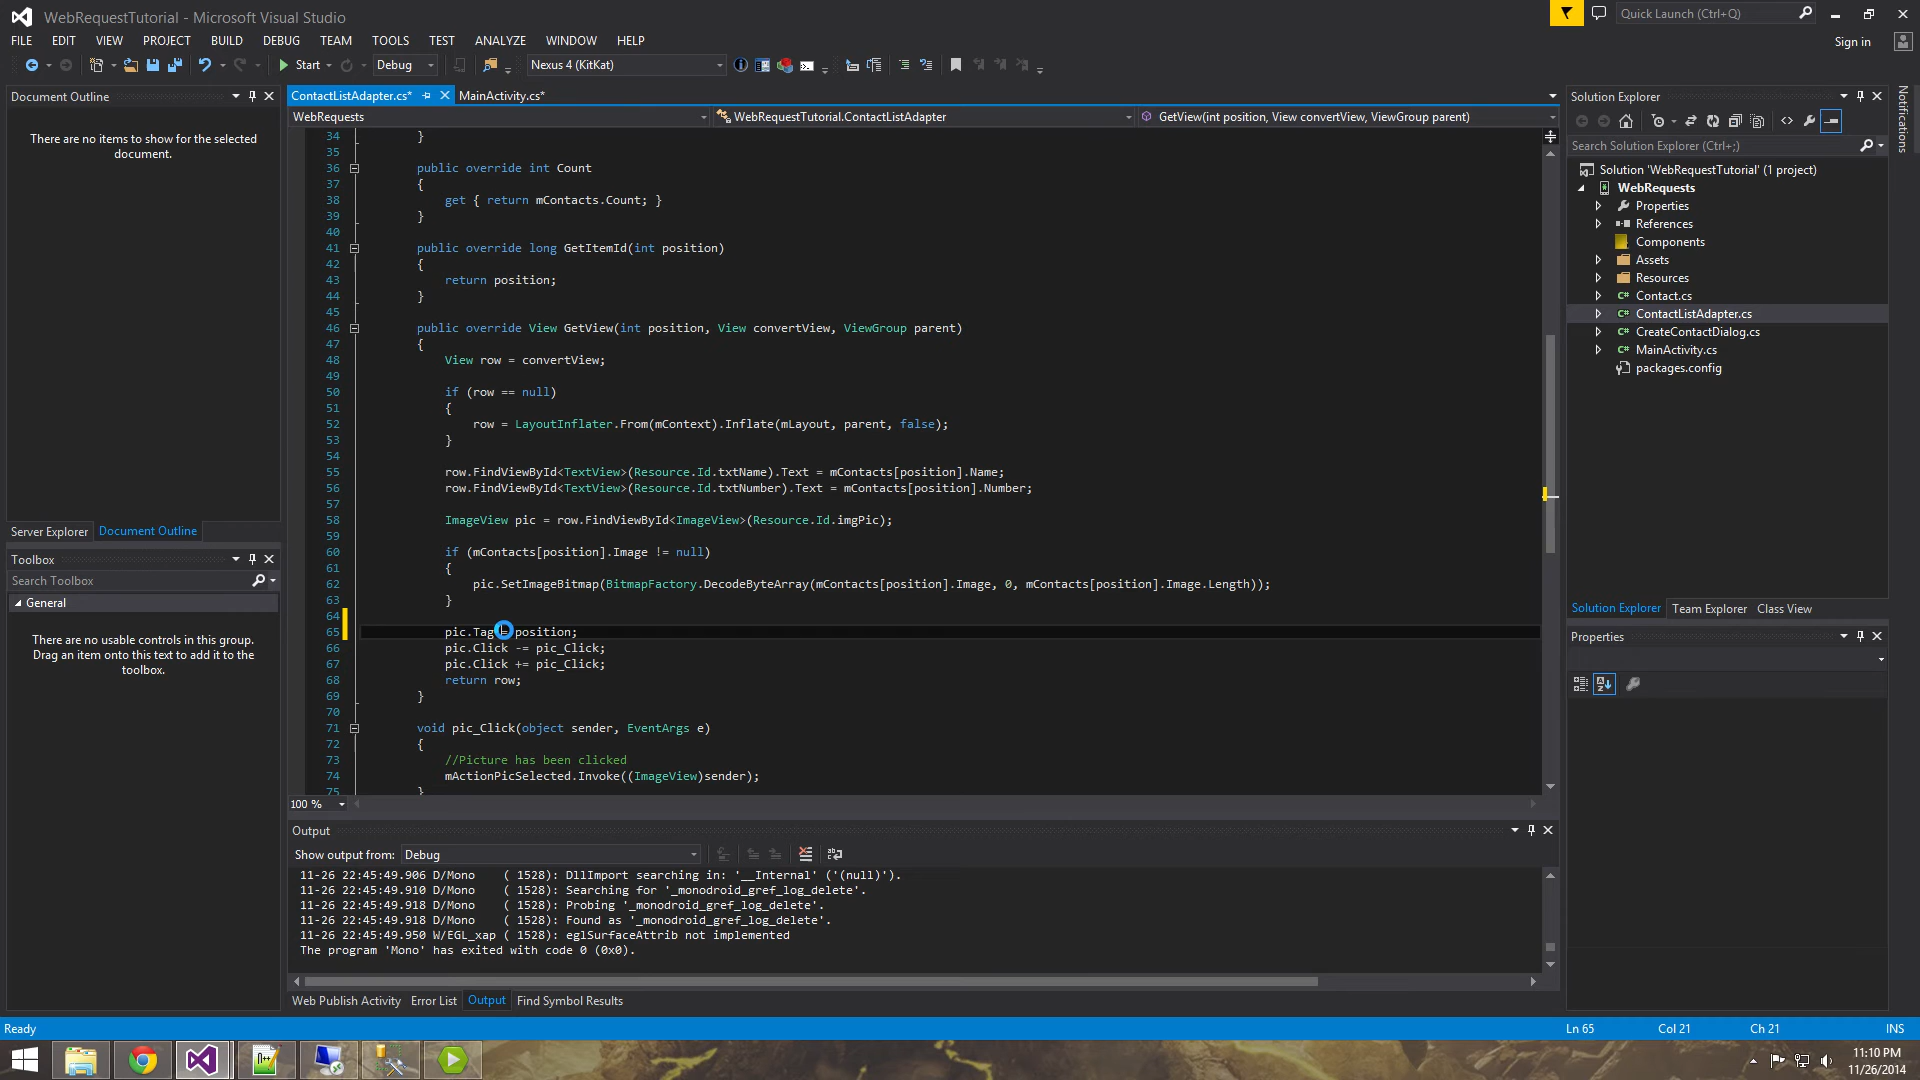 WebRequestTutorial - Microsoft Visual Studio
Quick Launch (Ctrl+Q)
FILE EDIT VIEW PROJECT BUILD DEBUG TEAM TOOLS TEST ANALYZE WINDOW HELP
Sign in
Start Debug Nexus 4 (KitKat)
Document Outline
There are no items to show for the selected
document.
Server Explorer Document Outline
Toolbox
Search Toolbox
General
There are no usable controls in this group.
Drag an item onto this text to add it to the
toolbox.
ContactListAdapter.cs* MainActivity.cs*
WebRequests WebRequestTutorial.ContactListAdapter GetView(int position, View convertView, ViewGroup parent)
34 }
35
36 public override int Count
37 {
38 get { return mContacts.Count; }
39 }
40
41 public override long GetItemId(int position)
42 {
43 return position;
44 }
45
46 public override View GetView(int position, View convertView, ViewGroup parent)
47 {
48 View row = convertView;
49
50 if (row == null)
51 {
52 row = LayoutInflater.From(mContext).Inflate(mLayout, parent, false);
53 }
54
55 row.FindViewById<TextView>(Resource.Id.txtName).Text = mContacts[position].Name;
56 row.FindViewById<TextView>(Resource.Id.txtNumber).Text = mContacts[position].Number;
57
58 ImageView pic = row.FindViewById<ImageView>(Resource.Id.imgPic);
59
60 if (mContacts[position].Image != null)
61 {
62 pic.SetImageBitmap(BitmapFactory.DecodeByteArray(mContacts[position].Image, 0, mContacts[position].Image.Length));
63 }
64
65 pic.Tag = position;
66 pic.Click -= pic_Click;
67 pic.Click += pic_Click;
68 return row;
69 }
70
71 void pic_Click(object sender, EventArgs e)
72 {
73 //Picture has been clicked
74 mActionPicSelected.Invoke((ImageView)sender);
75 }
100 %
Output
Show output from: Debug
11-26 22:45:49.906 D/Mono ( 1528): DllImport searching in: '__Internal' ('(null)').
11-26 22:45:49.910 D/Mono ( 1528): Searching for '_monodroid_gref_log_delete'.
11-26 22:45:49.918 D/Mono ( 1528): Probing '_monodroid_gref_log_delete'.
11-26 22:45:49.918 D/Mono ( 1528): Found as '_monodroid_gref_log_delete'.
11-26 22:45:49.950 W/EGL_xap ( 1528): eglSurfaceAttrib not implemented
The program 'Mono' has exited with code 0 (0x0).
Web Publish Activity Error List Output Find Symbol Results
Solution Explorer
Search Solution Explorer (Ctrl+;)
Solution 'WebRequestTutorial' (1 project)
WebRequests
Properties
References
Components
Assets
Resources
C# Contact.cs
C# ContactListAdapter.cs
C# CreateContactDialog.cs
C# MainActivity.cs
packages.config
Solution Explorer Team Explorer Class View
Properties
Notifications
Ready Ln 65 Col 21 Ch 21 INS
11:10 PM
11/26/2014